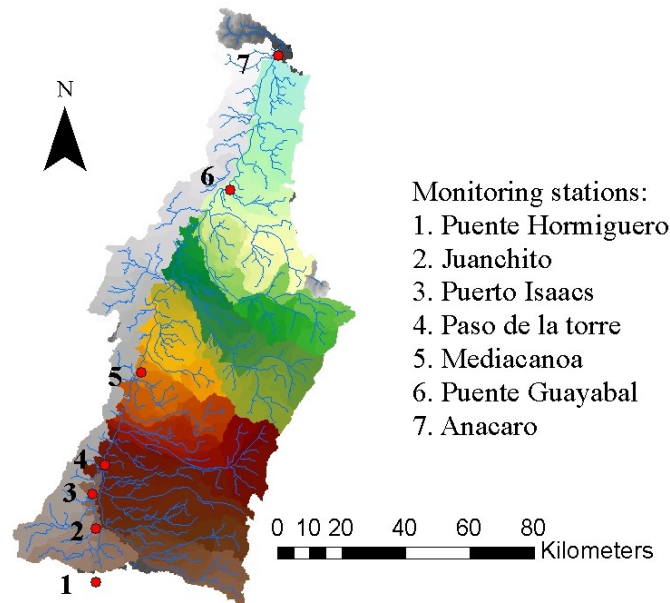 7
N
6
Monitoring stations:
1. Puente Hormiguero
2. Juanchito
3. Puerto Isaacs
4. Paso de la torre
5. Mediacanoa
6. Puente Guayabal
7. Anacaro
5
4
3
2
1
0 10 20 40 60 80
Kilometers